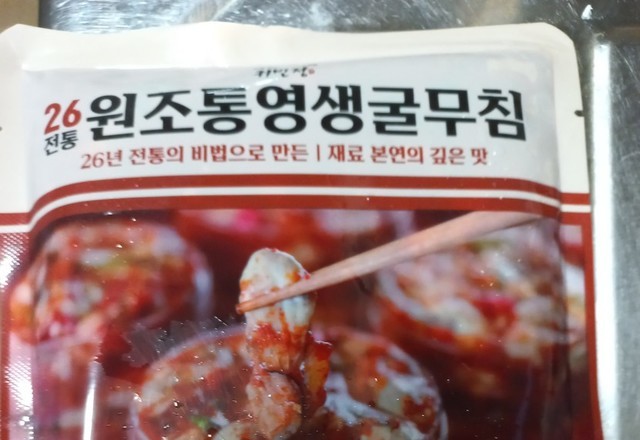 26
전통
원조통영생굴무침
26년 전통의 비법으로 만든 | 재료 본연의 깊은 맛